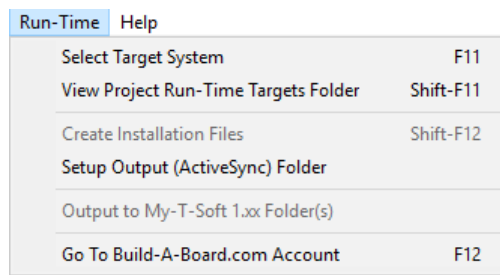 Run-Time Help
Select Target System F11
View Project Run-Time Targets Folder Shift-F11
Create Installation Files Shift-F12
Setup Output (ActiveSync) Folder
Output to My-T-Soft 1.xx Folder(s)
Go To Build-A-Board.com Account F12